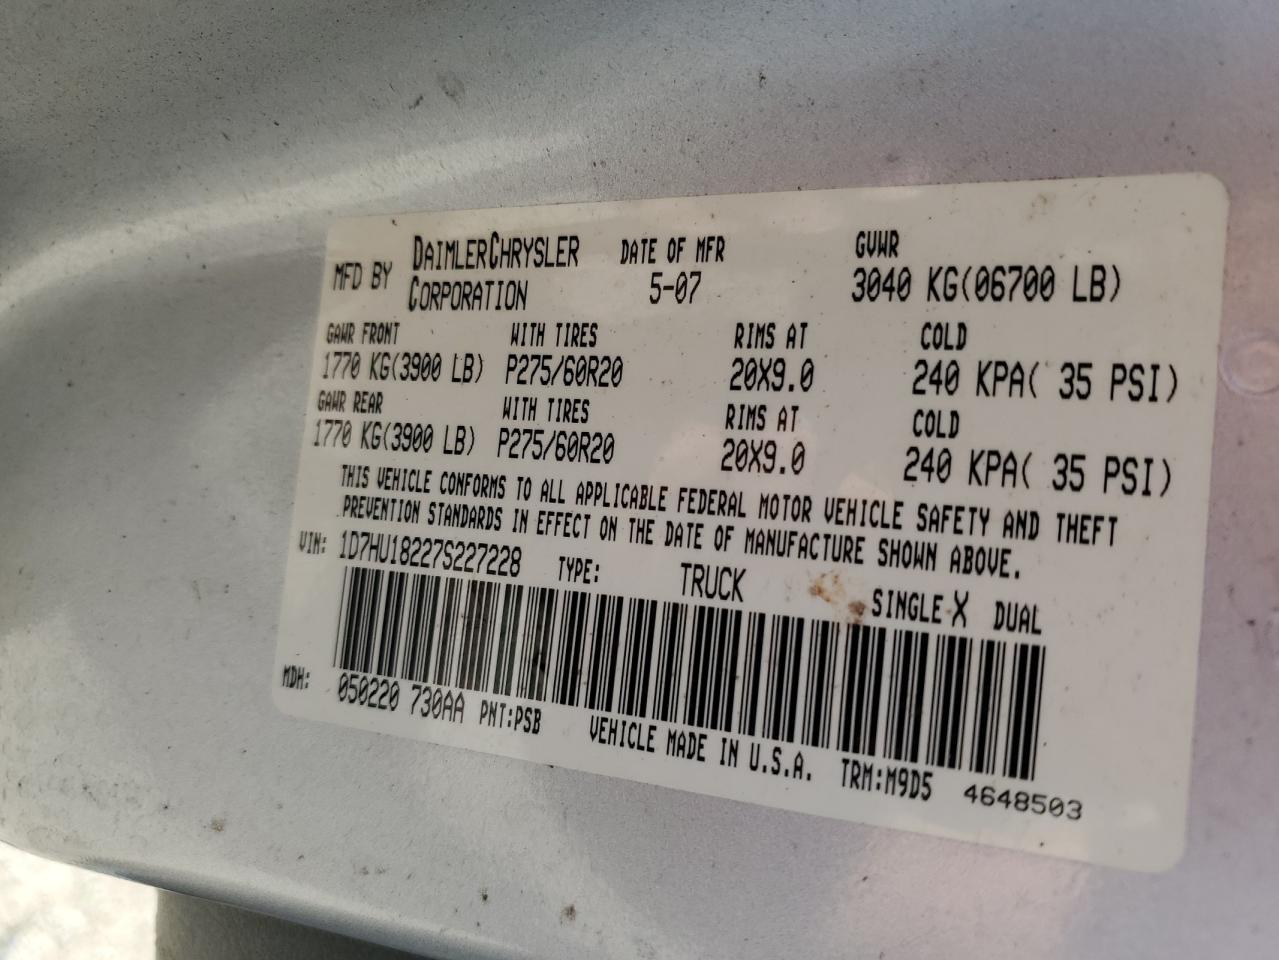 MFD BY DAIMLERCHRYSLER CORPORATION DATE OF MFR 5-07 GVWR 3040 KG(06700 LB)
GAWR FRONT WITH TIRES RIMS AT COLD
1770 KG(3900 LB) P275/60R20 20X9.0 240 KPA( 35 PSI)
GAWR REAR WITH TIRES RIMS AT COLD
1770 KG(3900 LB) P275/60R20 20X9.0 240 KPA( 35 PSI)
THIS VEHICLE CONFORMS TO ALL APPLICABLE FEDERAL MOTOR VEHICLE SAFETY AND THEFT
PREVENTION STANDARDS IN EFFECT ON THE DATE OF MANUFACTURE SHOWN ABOVE.
VIN: 1D7HU18227S227228 TYPE: TRUCK SINGLE X DUAL
MDH: 050220 730AA PNT:PSB VEHICLE MADE IN U.S.A. TRM:M9D5 4648503